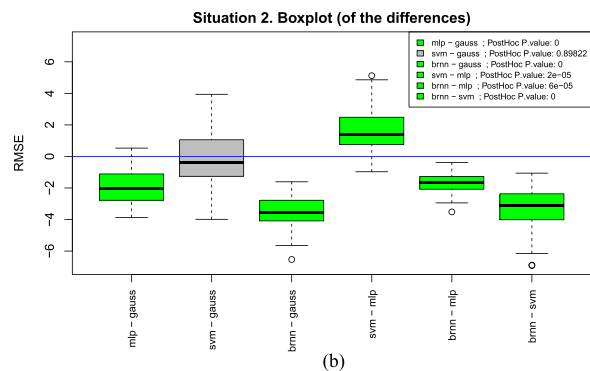 Situation 2. Boxplot (of the differences)
mlp − gauss ; PostHoc P.value: 0
svm − gauss ; PostHoc P.value: 0.89822
brnn − gauss ; PostHoc P.value: 0
svm − mlp ; PostHoc P.value: 2e−05
brnn − mlp ; PostHoc P.value: 6e−05
brnn − svm ; PostHoc P.value: 0
RMSE
6
4
2
0
−2
−4
−6
mlp − gauss
svm − gauss
brnn − gauss
svm − mlp
brnn − mlp
brnn − svm
(b)